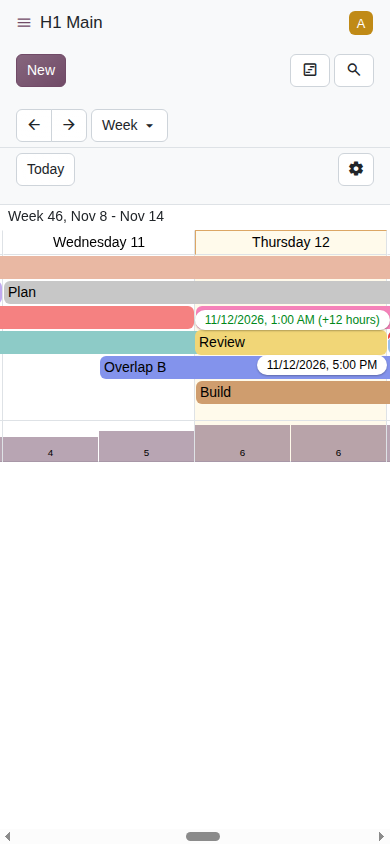 H1 Main
A
New
Week
Today
Week 46, Nov 8 - Nov 14
Wednesday 11
Thursday 12
Plan
11/12/2026, 1:00 AM (+12 hours)
Review
Overlap B
11/12/2026, 5:00 PM
Build
4
5
6
6